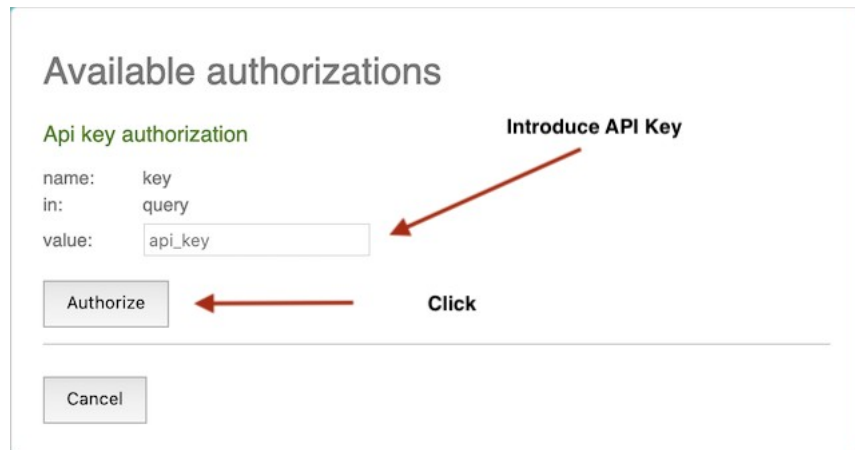 Available authorizations
Api key authorization
Introduce API Key
name: key
in: query
value: api_key
Authorize
Click
Cancel